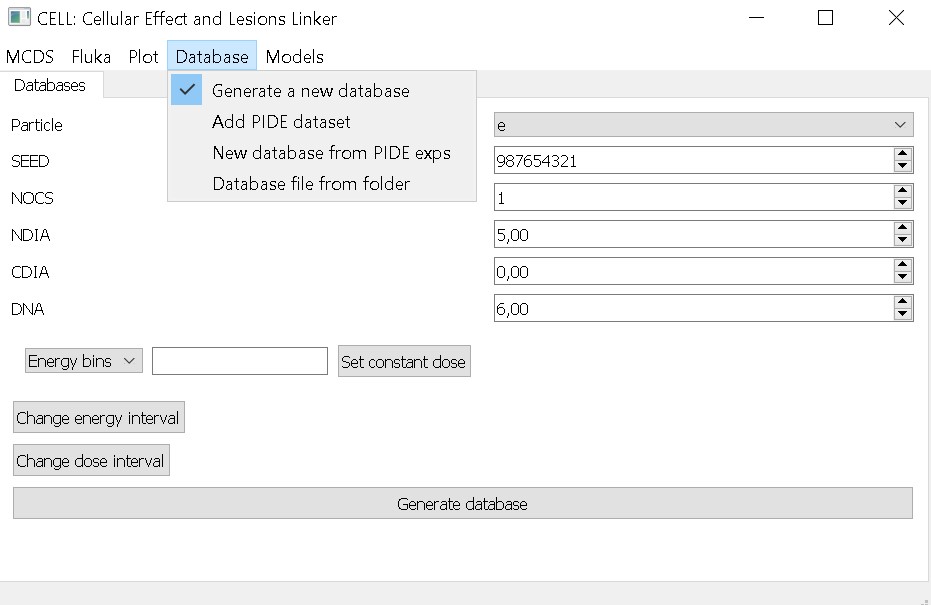 CELL: Cellular Effect and Lesions Linker
MCDS Fluka Plot Database Models
Databases
Generate a new database
Add PIDE dataset
New database from PIDE exps
Database file from folder
Particle e
SEED 987654321
NOCS 1
NDIA 5,00
CDIA 0,00
DNA 6,00
Energy bins Set constant dose
Change energy interval
Change dose interval
Generate database